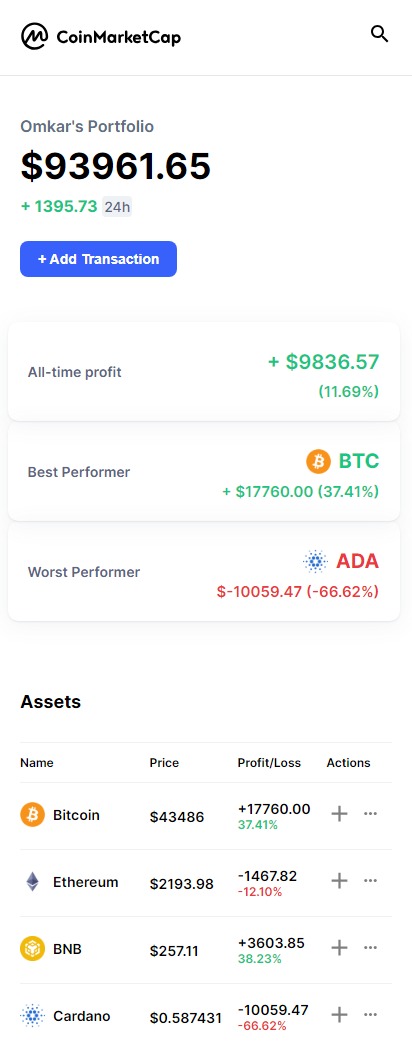 CoinMarketCap
Omkar's Portfolio
$93961.65
+ 1395.73 24h
+ Add Transaction
All-time profit
+ $9836.57
(11.69%)
Best Performer
BTC
+ $17760.00 (37.41%)
Worst Performer
ADA
$-10059.47 (-66.62%)
Assets
Name Price Profit/Loss Actions
Bitcoin $43486 +17760.00
37.41%
Ethereum $2193.98 -1467.82
-12.10%
BNB $257.11 +3603.85
38.23%
Cardano $0.587431 -10059.47
-66.62%